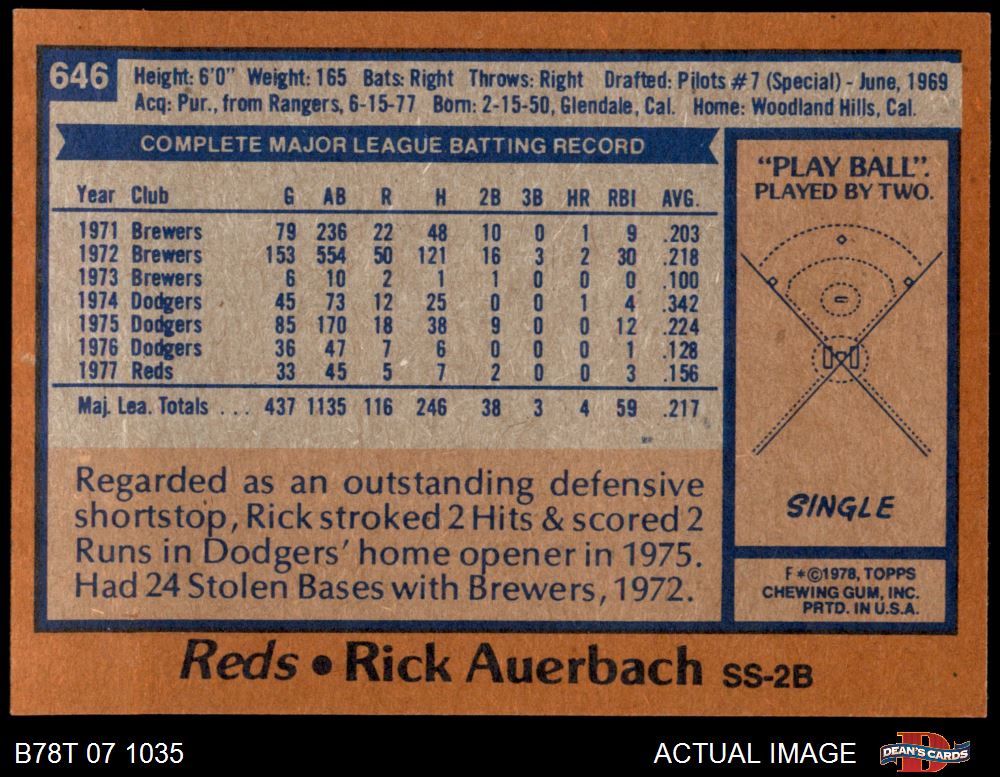 646
Height: 6'0" Weight: 165 Bats: Right Throws: Right Drafted: Pilots #7 (Special) - June, 1969
Acq: Pur., from Rangers, 6-15-77 Born: 2-15-50, Glendale, Cal. Home: Woodland Hills, Cal.
COMPLETE MAJOR LEAGUE BATTING RECORD
Year Club G AB R H 2B 3B HR RBI AVG.
1971 Brewers 79 236 22 48 10 0 1 9 .203
1972 Brewers 153 554 50 121 16 3 2 30 .218
1973 Brewers 6 10 2 1 1 0 0 0 .100
1974 Dodgers 45 73 12 25 0 0 1 4 .342
1975 Dodgers 85 170 18 38 9 0 0 12 .224
1976 Dodgers 36 47 7 6 0 0 0 1 .128
1977 Reds 33 45 5 7 2 0 0 3 .156
Maj. Lea. Totals . . . 437 1135 116 246 38 3 4 59 .217
Regarded as an outstanding defensive
shortstop, Rick stroked 2 Hits & scored 2
Runs in Dodgers' home opener in 1975.
Had 24 Stolen Bases with Brewers, 1972.
"PLAY BALL".
PLAYED BY TWO.
SINGLE
F*©1978, TOPPS
CHEWING GUM, INC.
PRTD. IN U.S.A.
Reds • Rick Auerbach SS-2B
B78T 07 1035
ACTUAL IMAGE
DEAN'S CARDS